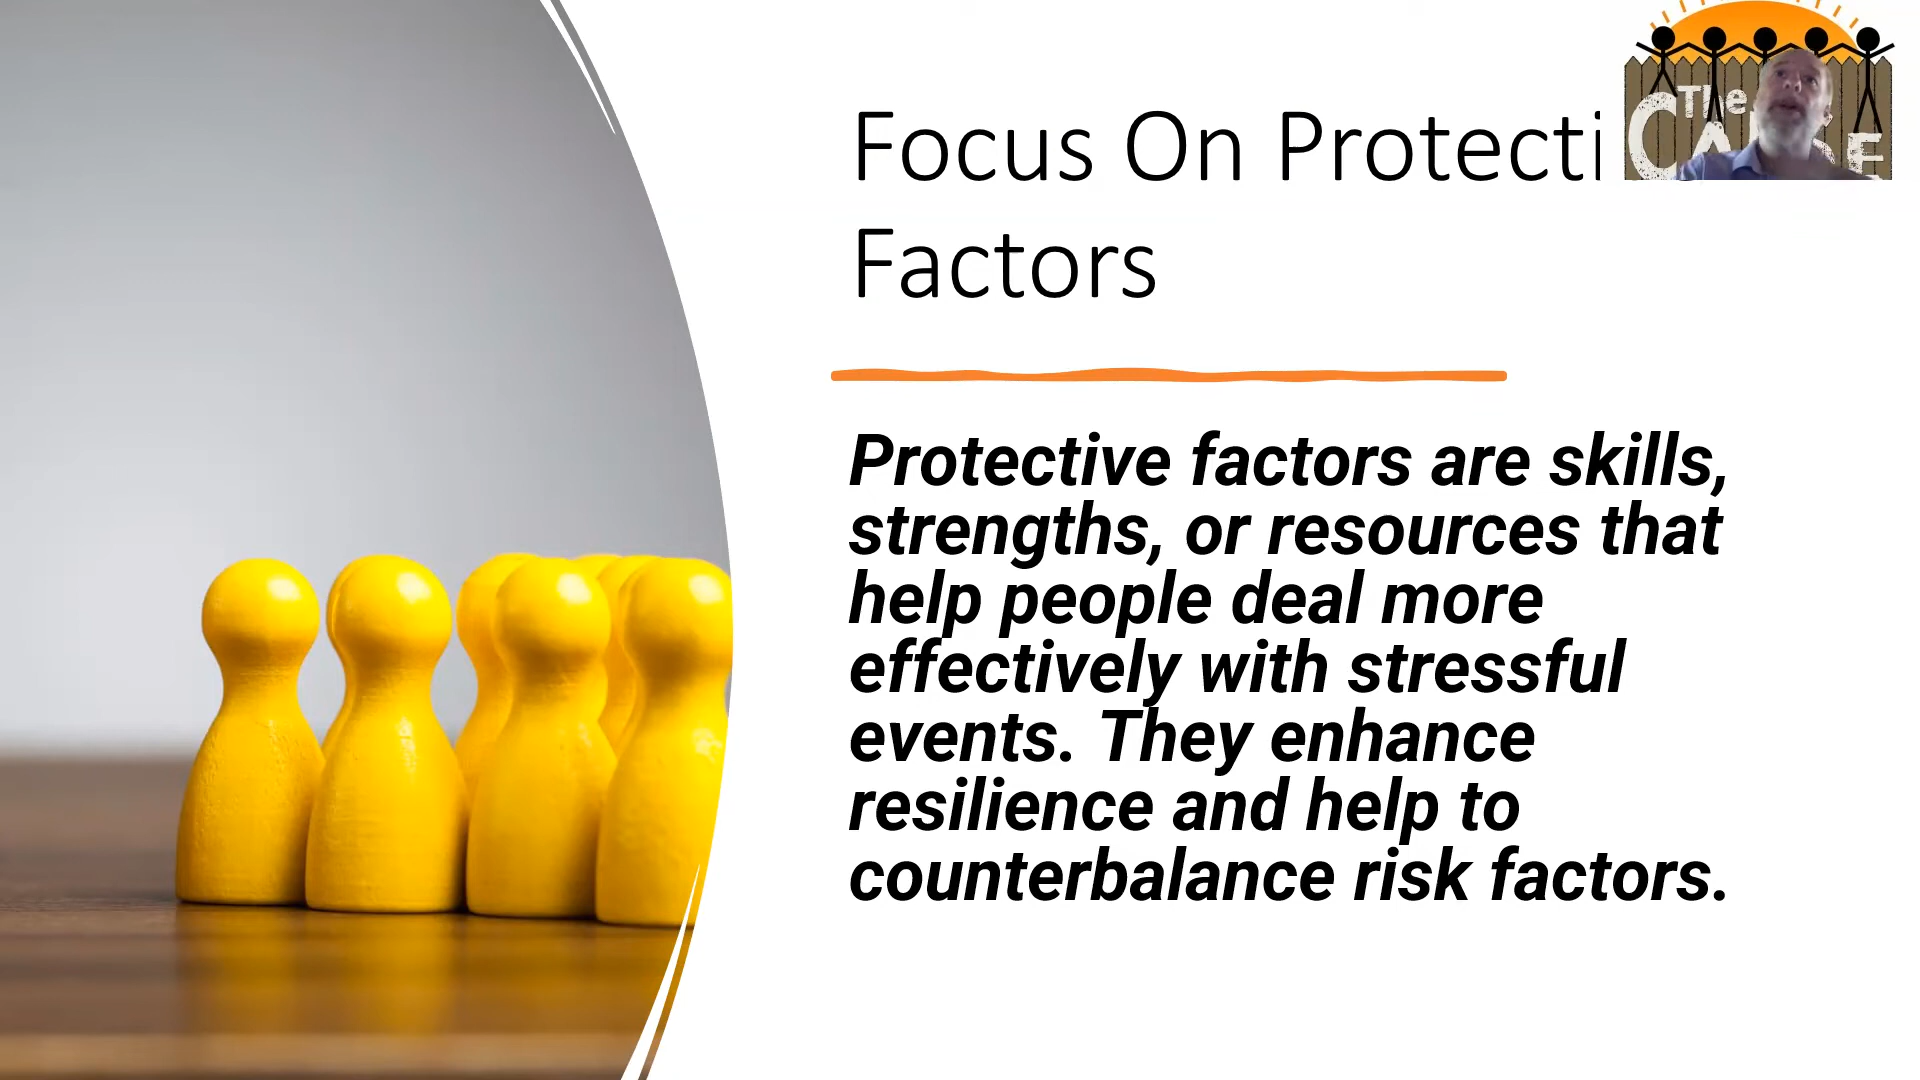 Focus On Protecti
Factors
The
Protective factors are skills,
strengths, or resources that
help people deal more
effectively with stressful
events. They enhance
resilience and help to
counterbalance risk factors.